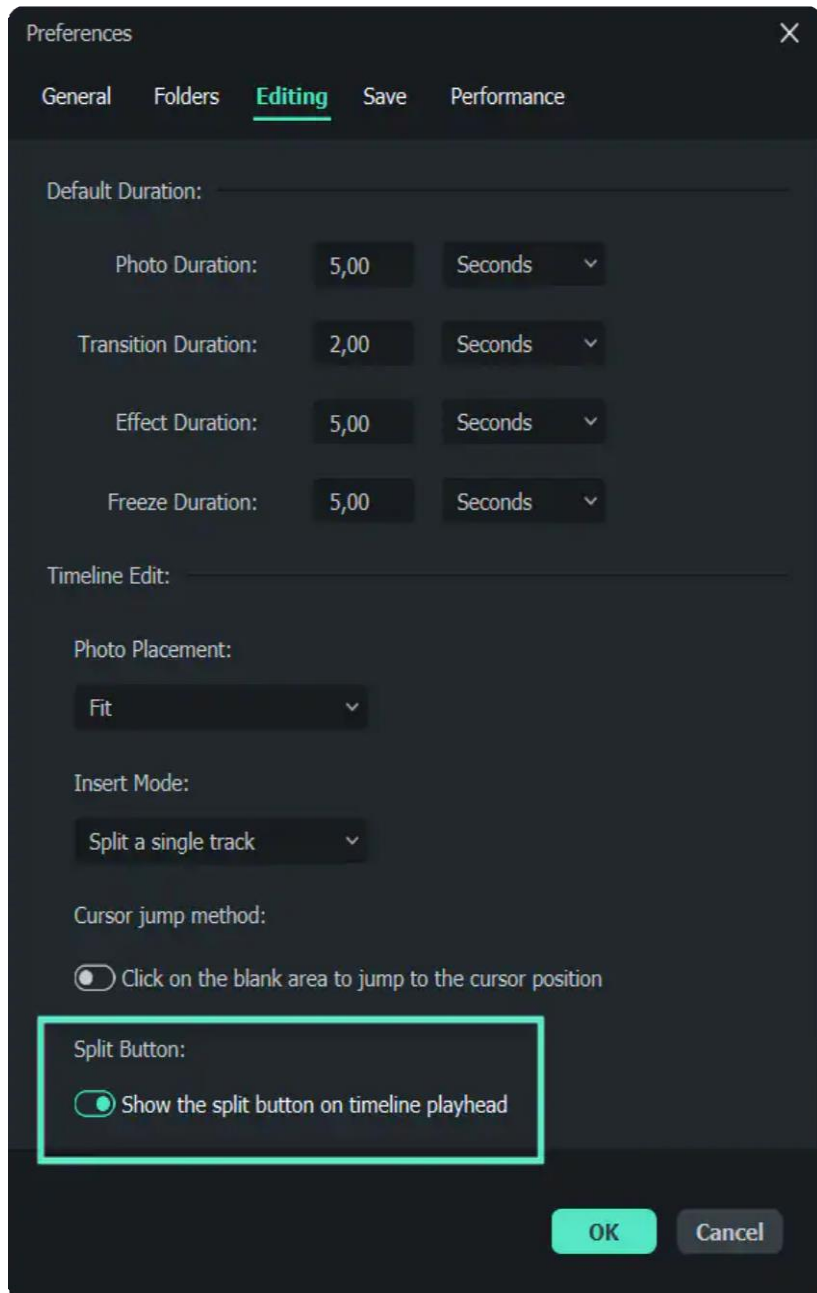 Preferences
General Folders Editing Save Performance
Default Duration:
Photo Duration: 5,00 Seconds
Transition Duration: 2,00 Seconds
Effect Duration: 5,00 Seconds
Freeze Duration: 5,00 Seconds
Timeline Edit:
Photo Placement:
Fit
Insert Mode:
Split a single track
Cursor jump method:
Click on the blank area to jump to the cursor position
Split Button:
Show the split button on timeline playhead
OK Cancel